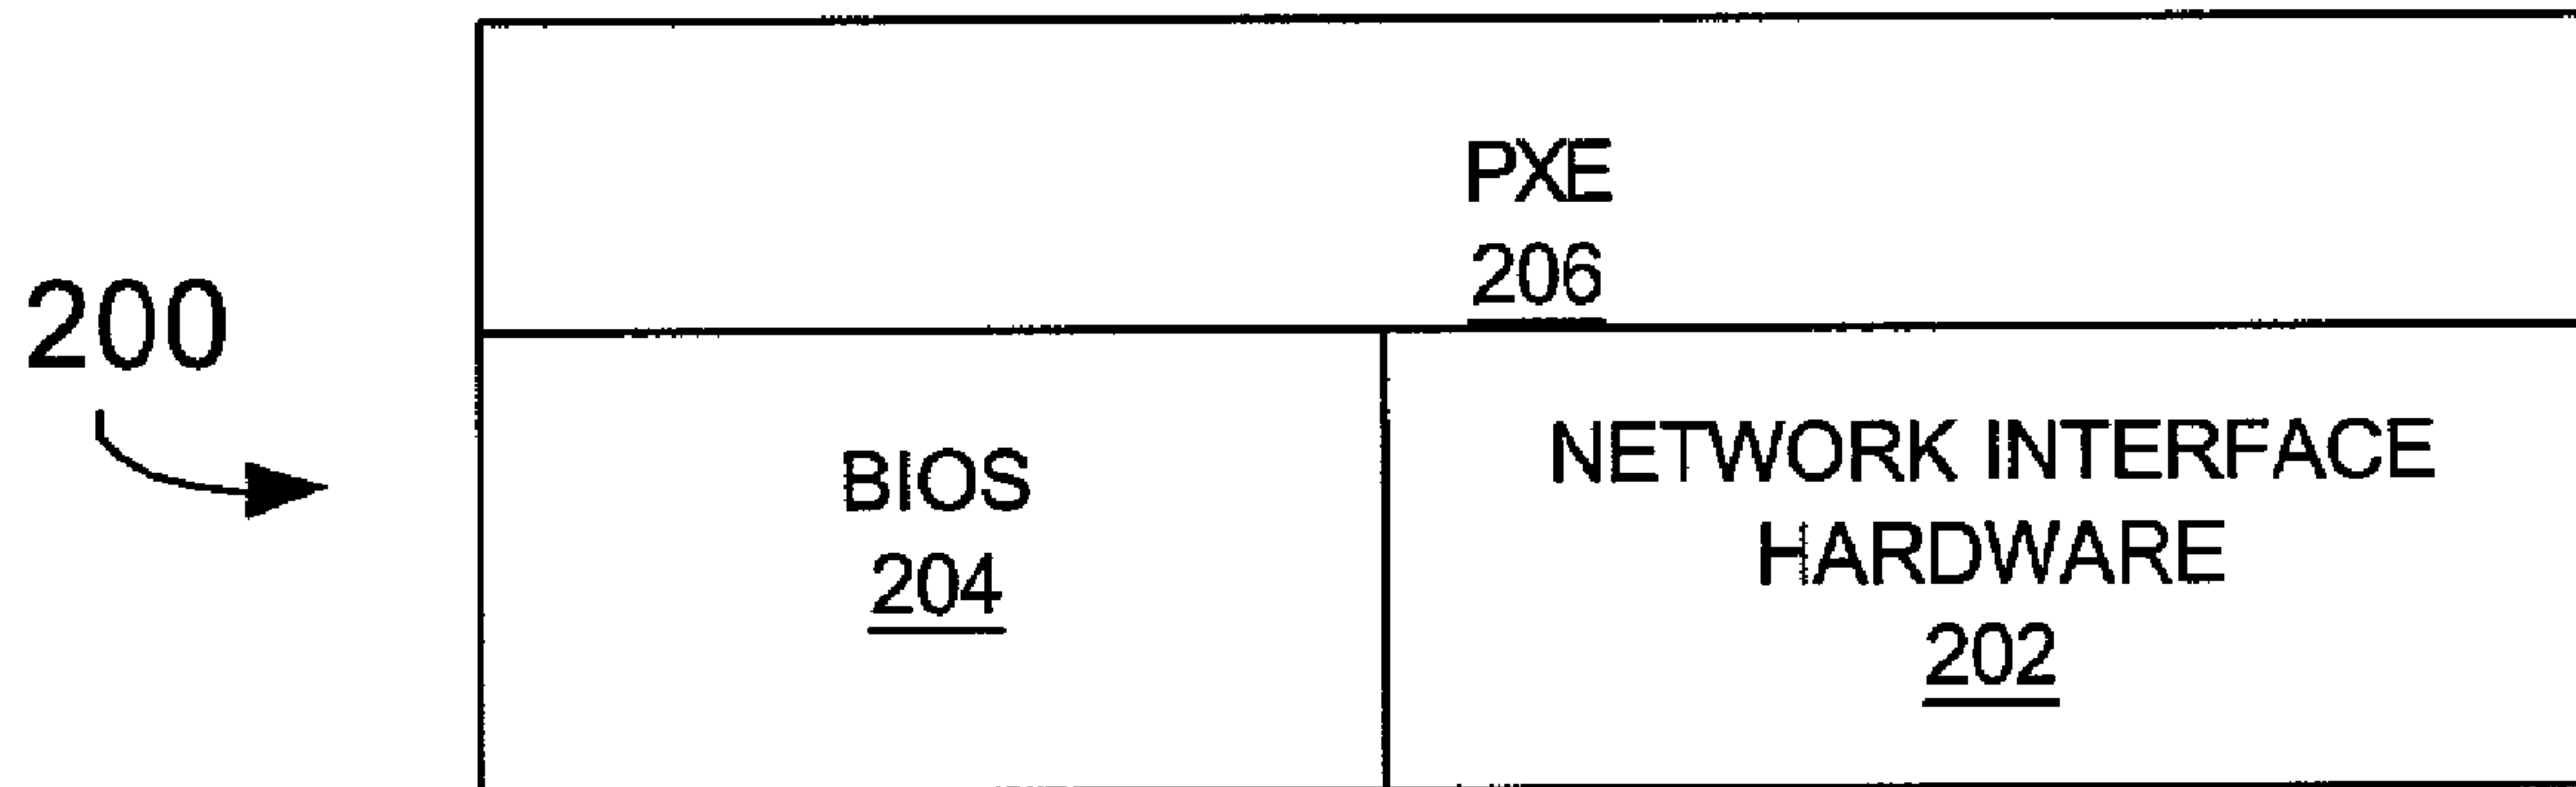 PXE
206
200
BIOS
204
NETWORK INTERFACE
HARDWARE
202